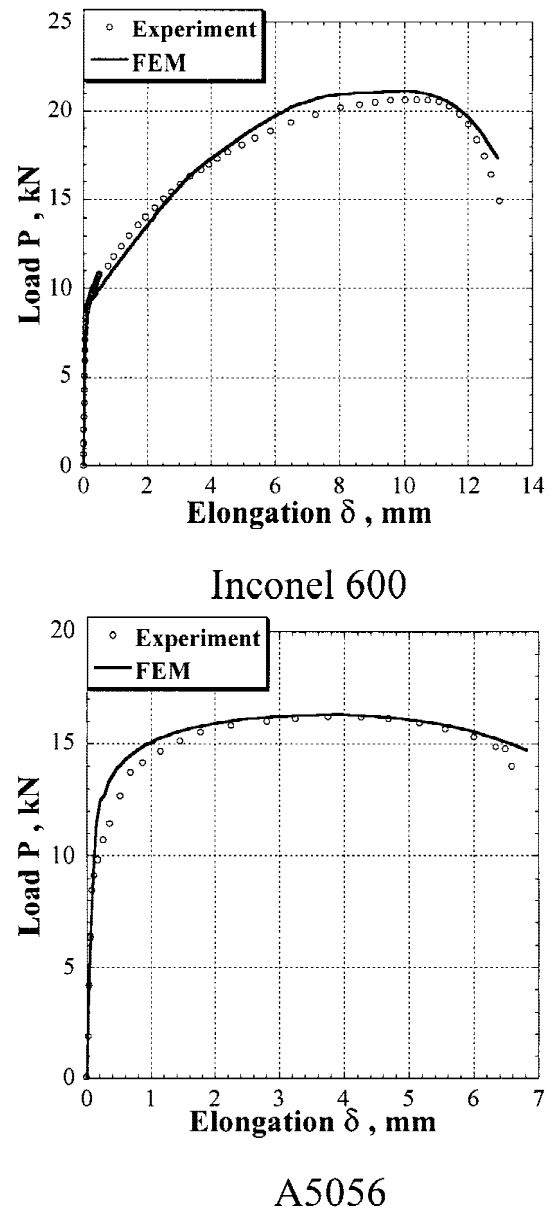 25
Experiment
FEM
20
15
10
5
0
Load P , kN
0 2 4 6 8 10 12 14
Elongation δ , mm
Inconel 600
20
Experiment
FEM
15
10
5
0
Load P , kN
0 1 2 3 4 5 6 7
Elongation δ , mm
A5056